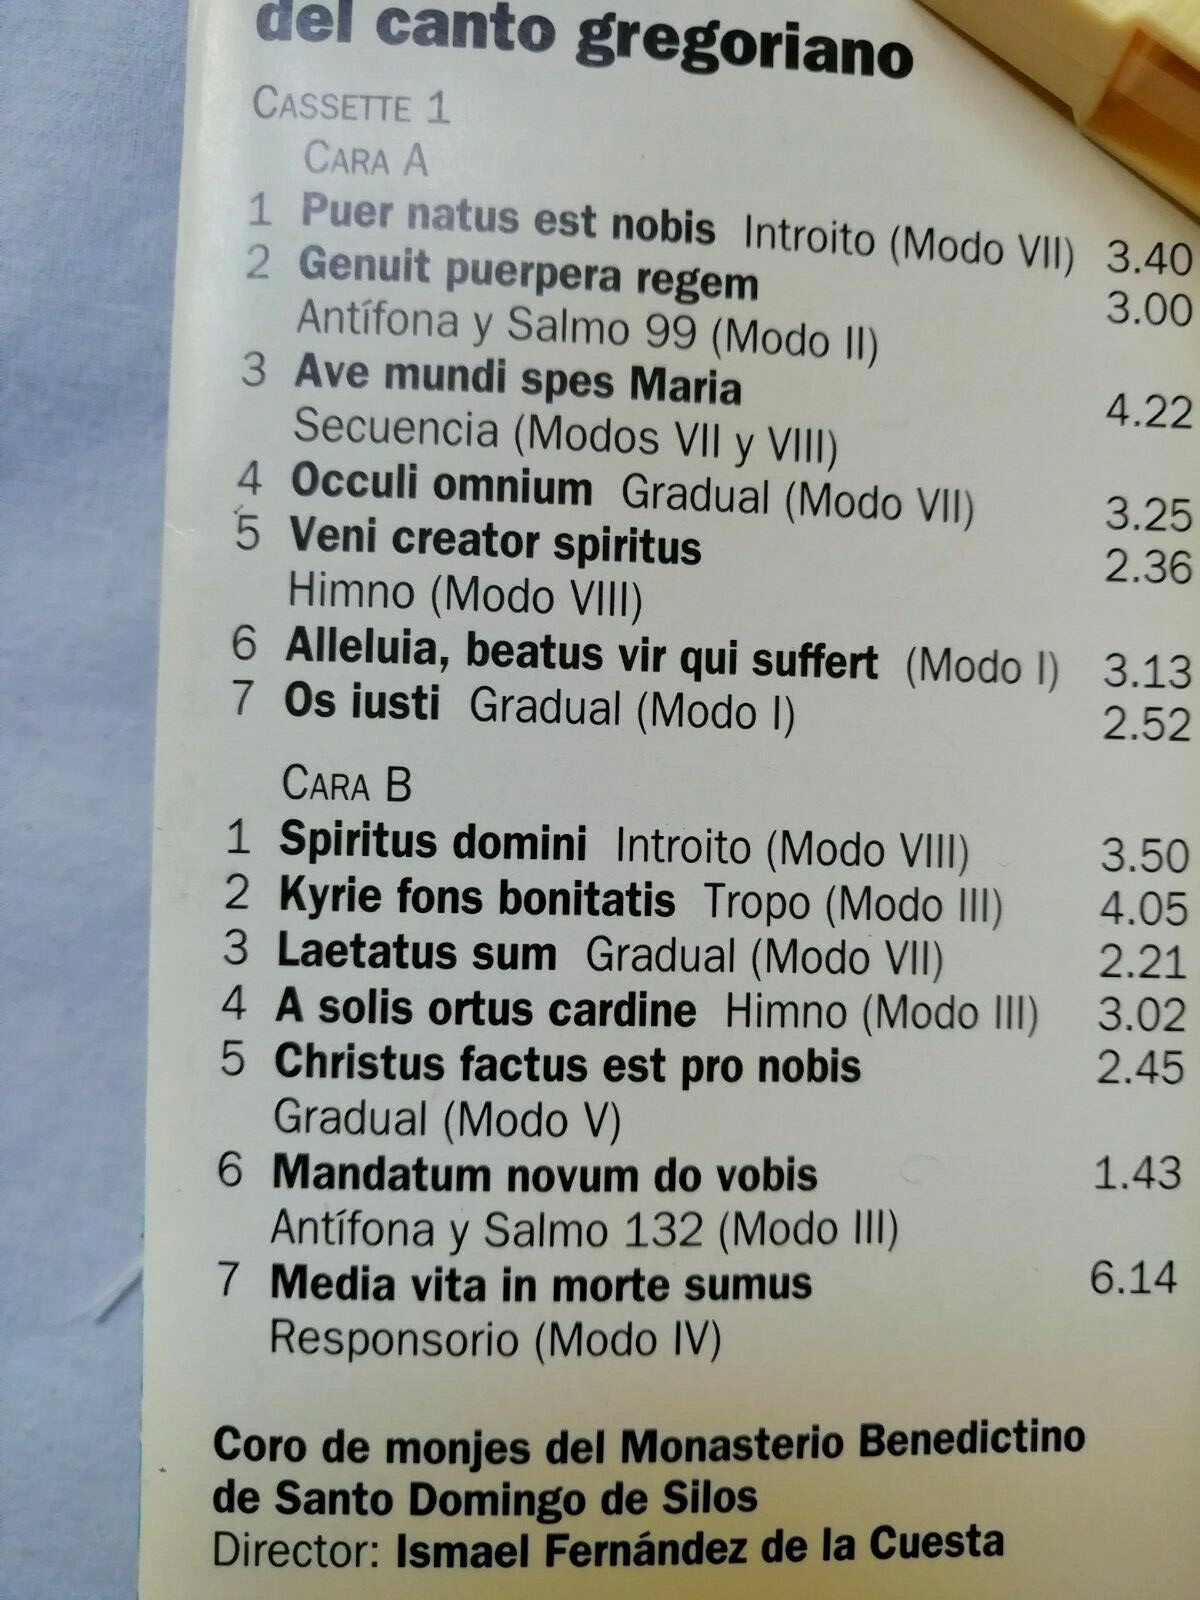 del canto gregoriano
CASSETTE 1
CARA A
1 Puer natus est nobis Introito (Modo VII) 3.40
2 Genuit puerpera regem 3.00
Antífona y Salmo 99 (Modo II)
3 Ave mundi spes Maria 4.22
Secuencia (Modos VII y VIII)
4 Occuli omnium Gradual (Modo VII) 3.25
5 Veni creator spiritus 2.36
Himno (Modo VIII)
6 Alleluia, beatus vir qui suffert (Modo I) 3.13
7 Os iusti Gradual (Modo I) 2.52
CARA B
1 Spiritus domini Introito (Modo VIII) 3.50
2 Kyrie fons bonitatis Tropo (Modo III) 4.05
3 Laetatus sum Gradual (Modo VII) 2.21
4 A solis ortus cardine Himno (Modo III) 3.02
5 Christus factus est pro nobis 2.45
Gradual (Modo V)
6 Mandatum novum do vobis 1.43
Antífona y Salmo 132 (Modo III)
7 Media vita in morte sumus 6.14
Responsorio (Modo IV)
Coro de monjes del Monasterio Benedictino
de Santo Domingo de Silos
Director: Ismael Fernández de la Cuesta